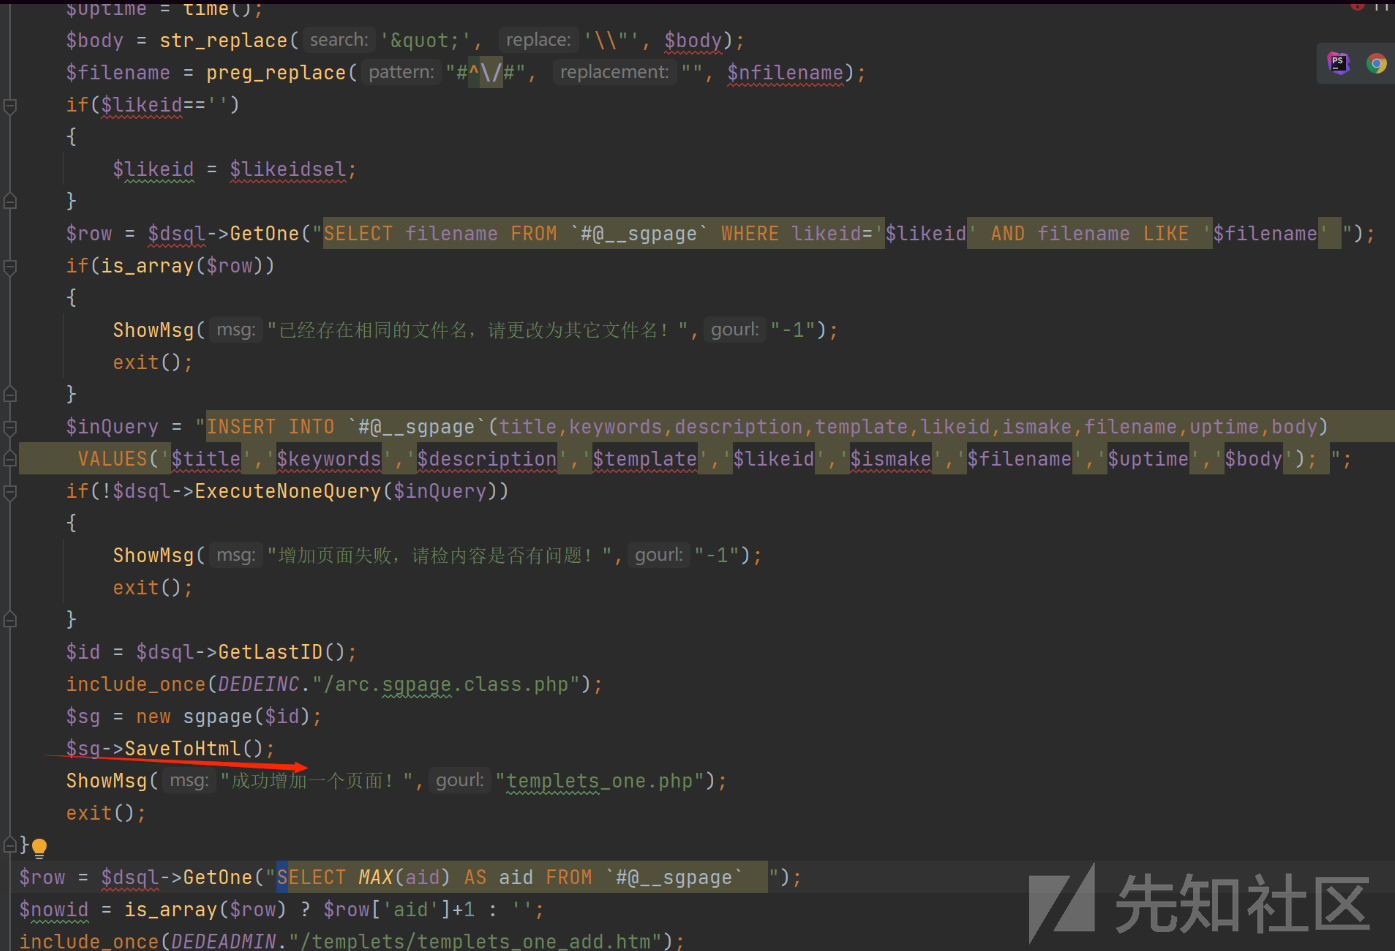 $uptime = time();
$body = str_replace( search: '&quot;', replace: '\\"', $body);
$filename = preg_replace( pattern: "#^\/#", replacement: "", $nfilename);
if($likeid=='')
{
$likeid = $likeidsel;
}
$row = $dsql->GetOne("SELECT filename FROM `#@__sgpage` WHERE likeid='$likeid' AND filename LIKE '$filename' ");
if(is_array($row))
{
ShowMsg( msg: "已经存在相同的文件名，请更改为其它文件名！", gourl: "-1");
exit();
}
$inQuery = "INSERT INTO `#@__sgpage`(title,keywords,description,template,likeid,ismake,filename,uptime,body)
VALUES('$title','$keywords','$description','$template','$likeid','$ismake','$filename','$uptime','$body'); ";
if(!$dsql->ExecuteNoneQuery($inQuery))
{
ShowMsg( msg: "增加页面失败，请检内容是否有问题！", gourl: "-1");
exit();
}
$id = $dsql->GetLastID();
include_once(DEDEINC."/arc.sgpage.class.php");
$sg = new sgpage($id);
$sg->SaveToHtml();
ShowMsg( msg: "成功增加一个页面！", gourl: "templets_one.php");
exit();
}
$row = $dsql->GetOne("SELECT MAX(aid) AS aid FROM `#@__sgpage`  ");
$nowid = is_array($row) ? $row['aid']+1 : '';
include_once(DEDEADMIN."/templets/templets_one_add.htm");
PS
先知社区